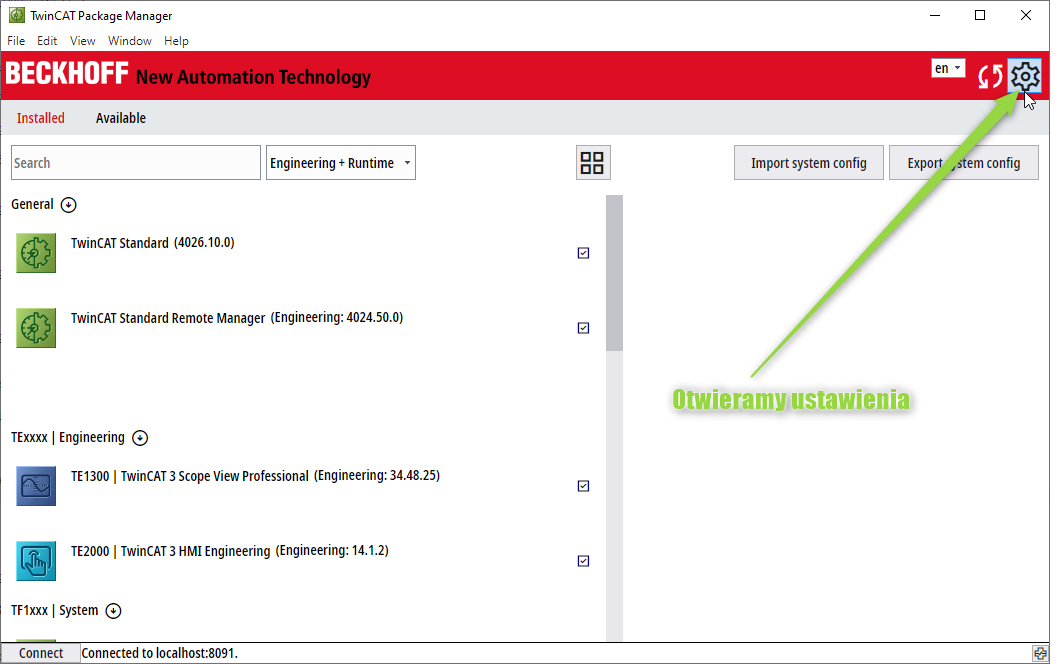 TwinCAT Package Manager
File Edit View Window Help
BECKHOFF New Automation Technology
en
Installed Available
Search
Engineering + Runtime
Import system config
Export system config
General
TwinCAT Standard (4026.10.0)
TwinCAT Standard Remote Manager (Engineering: 4024.50.0)
Otwieramy ustawienia
TExxxx | Engineering
TE1300 | TwinCAT 3 Scope View Professional (Engineering: 34.48.25)
TE2000 | TwinCAT 3 HMI Engineering (Engineering: 14.1.2)
TF1xxx | System
Connect Connected to localhost:8091.